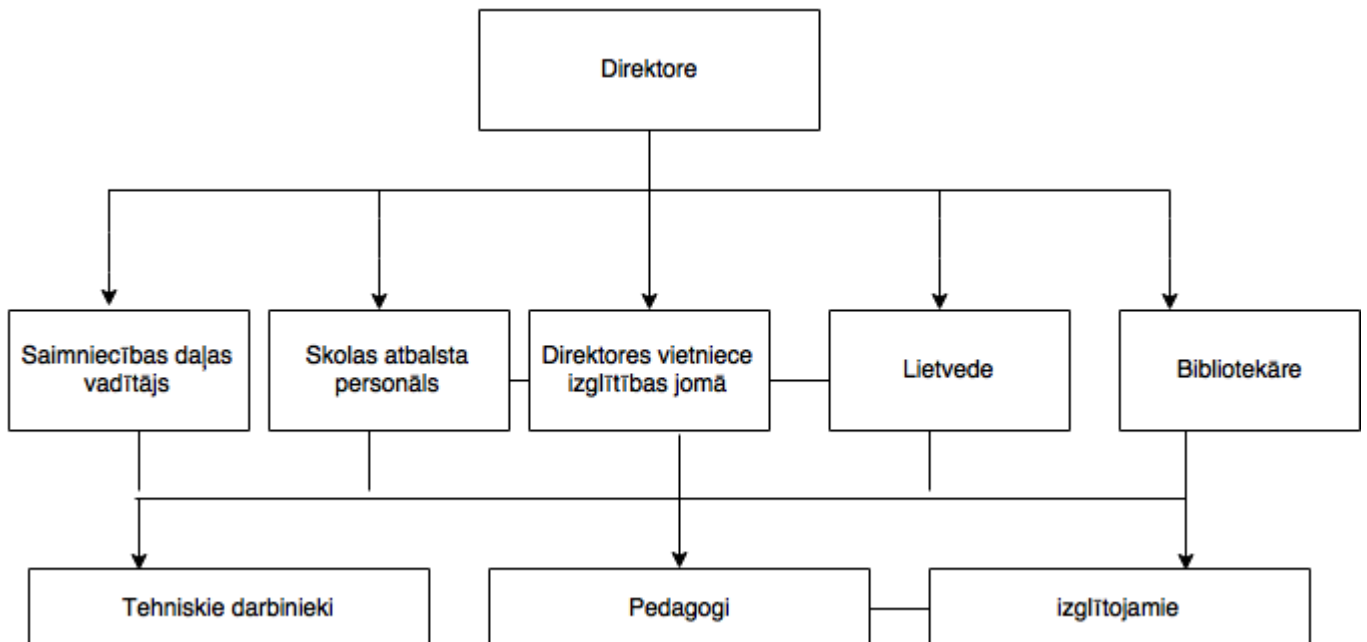 Direktore
Saimniecības daļas
vadītājs
Skolas atbalsta
personāls
Direktores vietniece
izglītības jomā
Lietvede
Bibliotekāre
Tehniskie darbinieki
Pedagogi
izglītojamie